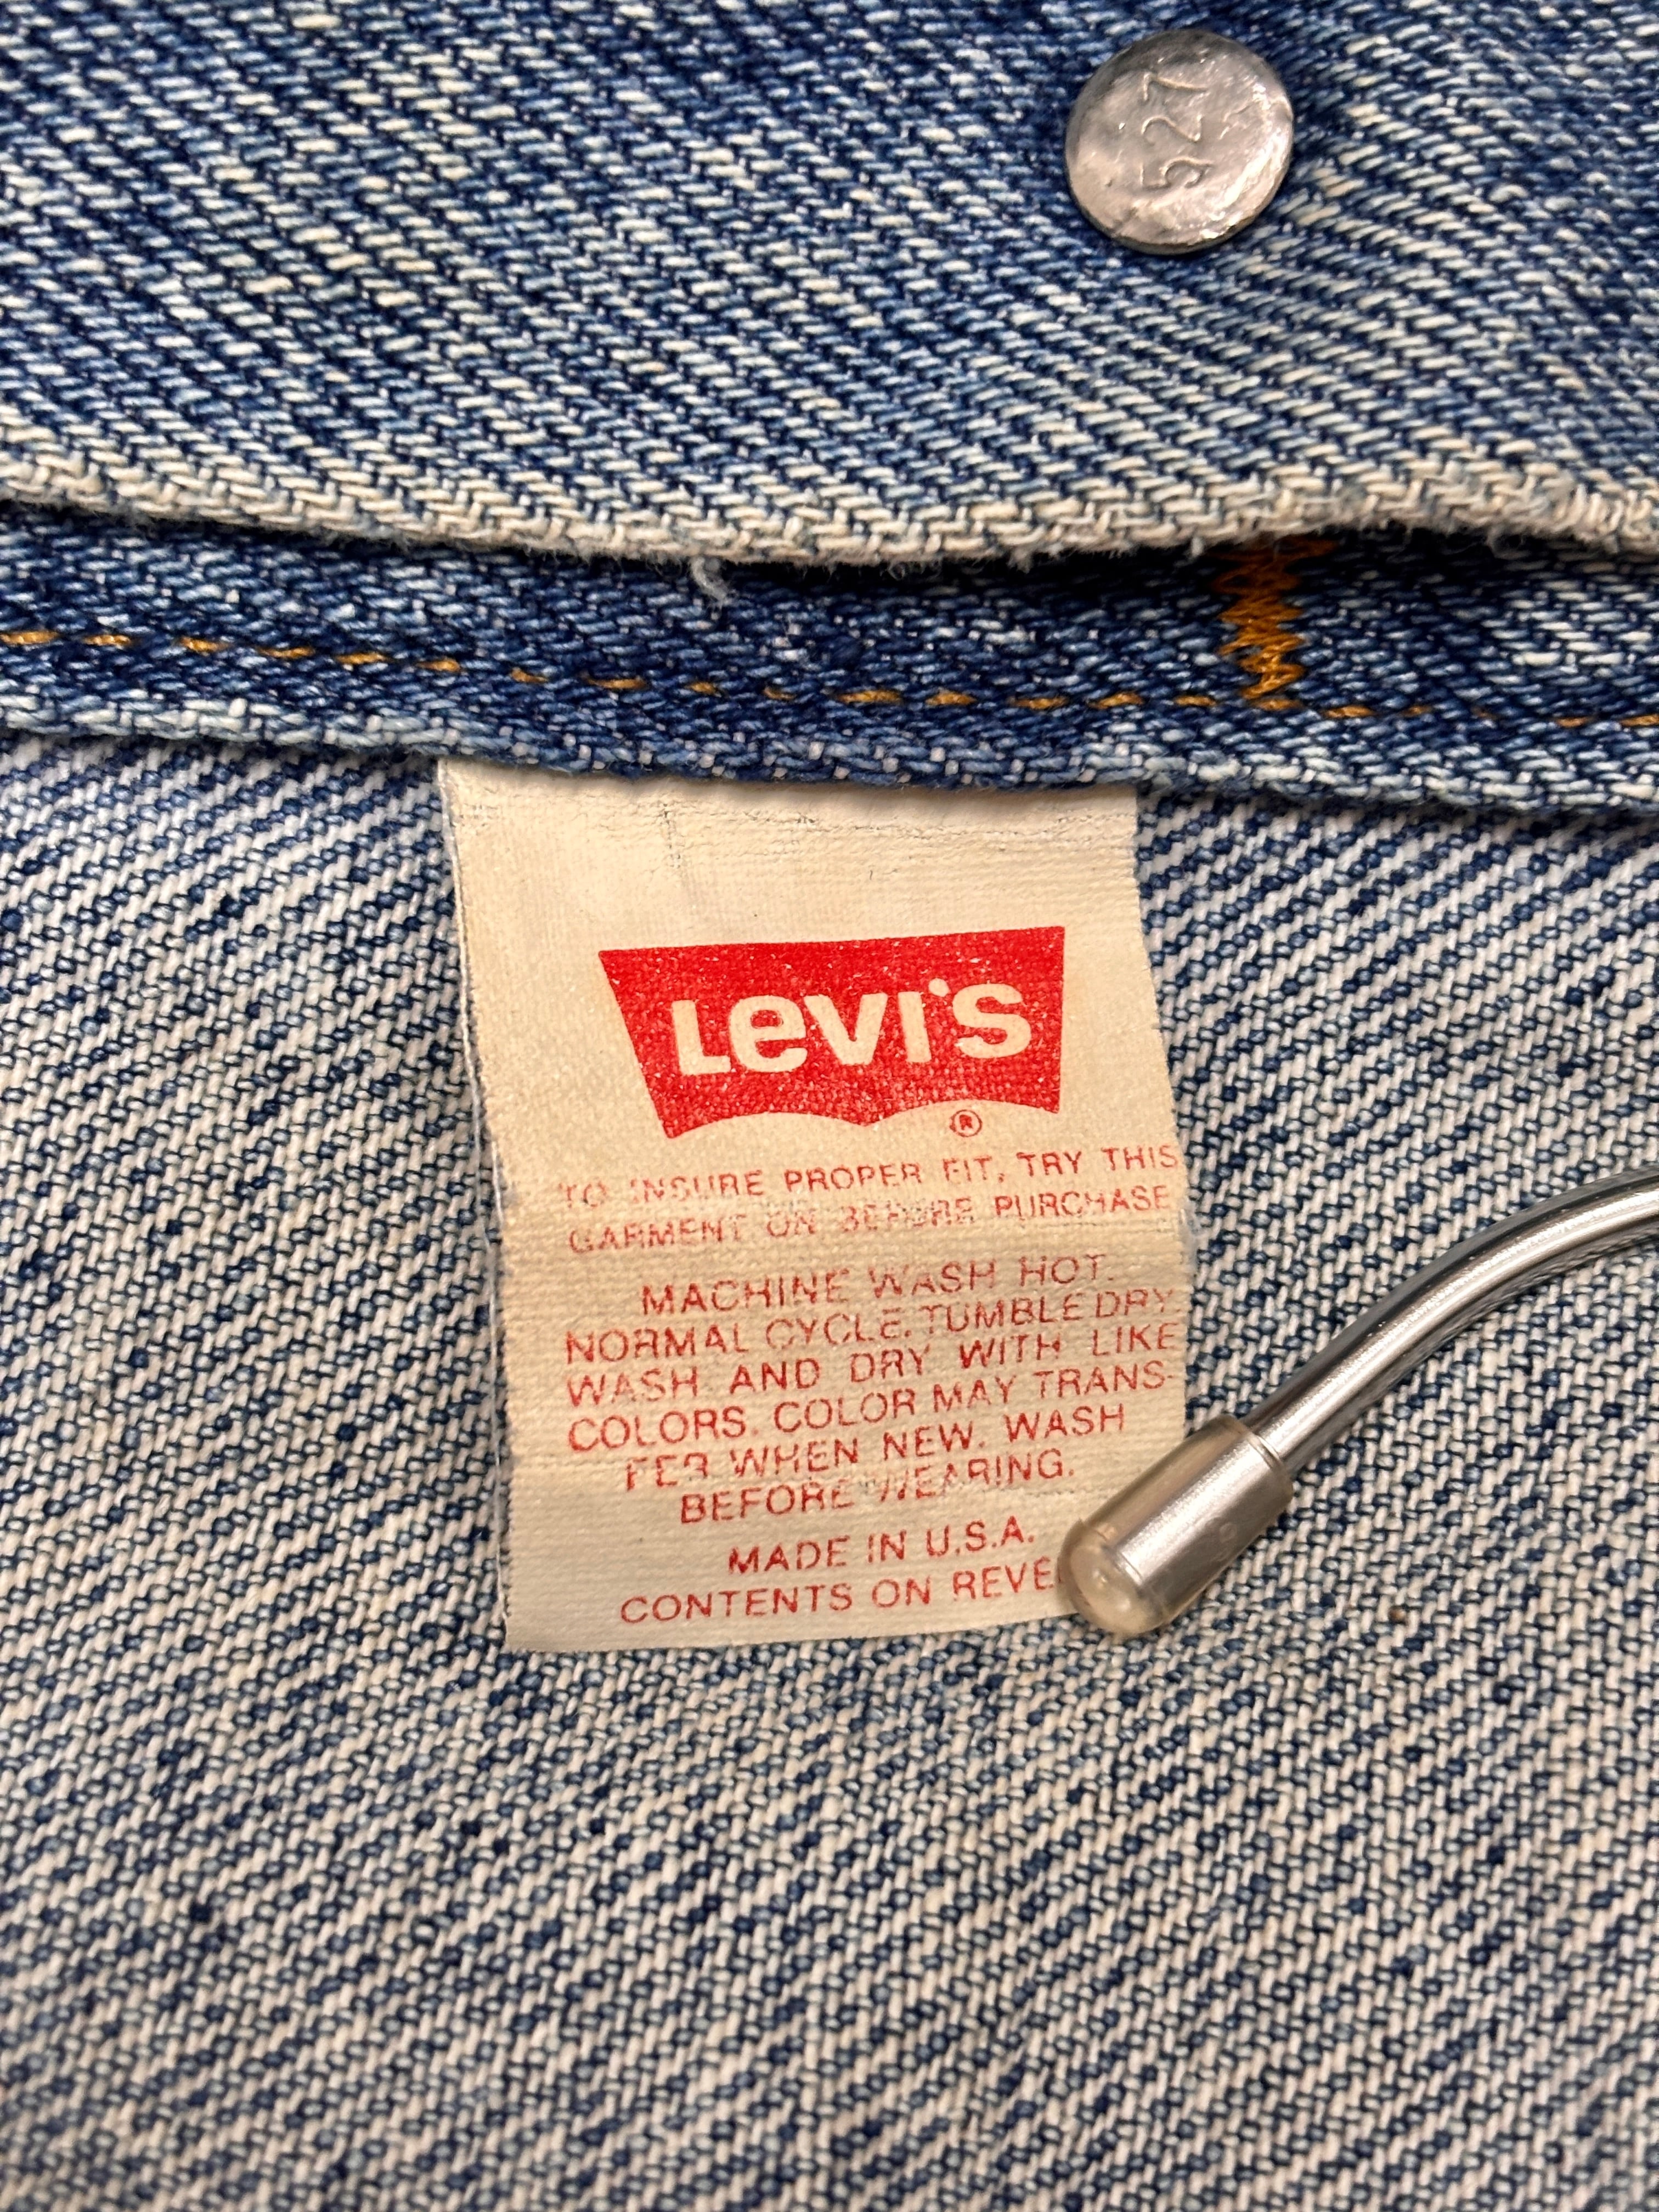 527
Levi's
®
TO INSURE PROPER FIT, TRY THIS
GARMENT ON BEFORE PURCHASE
MACHINE WASH HOT.
NORMAL CYCLE. TUMBLE DRY.
WASH AND DRY WITH LIKE
COLORS. COLOR MAY TRANS-
FER WHEN NEW. WASH
BEFORE WEARING.
MADE IN U.S.A.
CONTENTS ON REVE